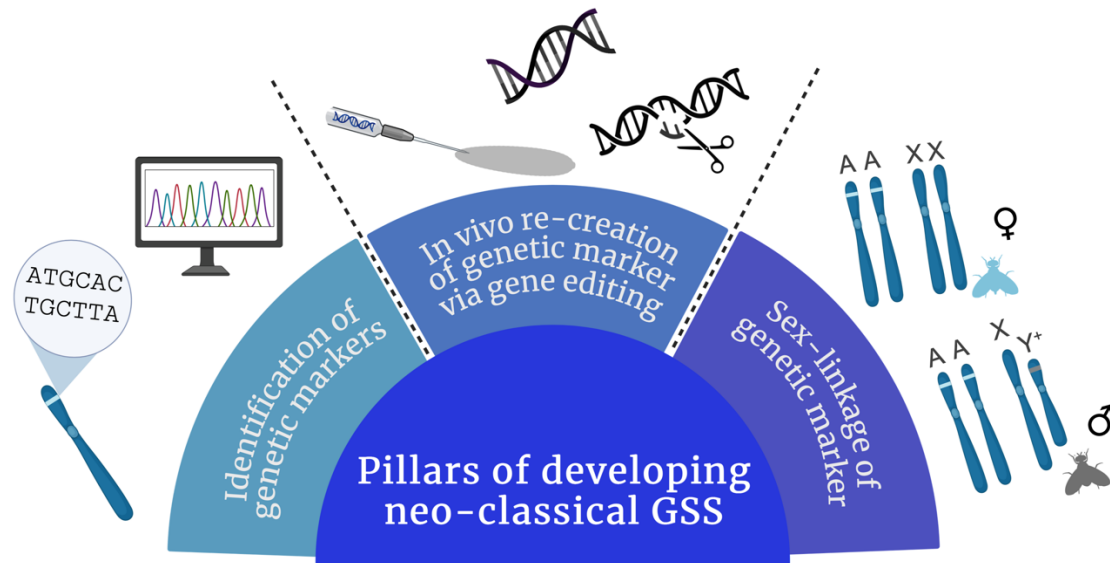 ATGCAC
TGCTTA
Identification of
genetic markers
In vivo re-creation
of genetic marker
via gene editing
Sex-linkage of
genetic marker
A A X X
♀
A A X Y⁺
♂
Pillars of developing
neo-classical GSS